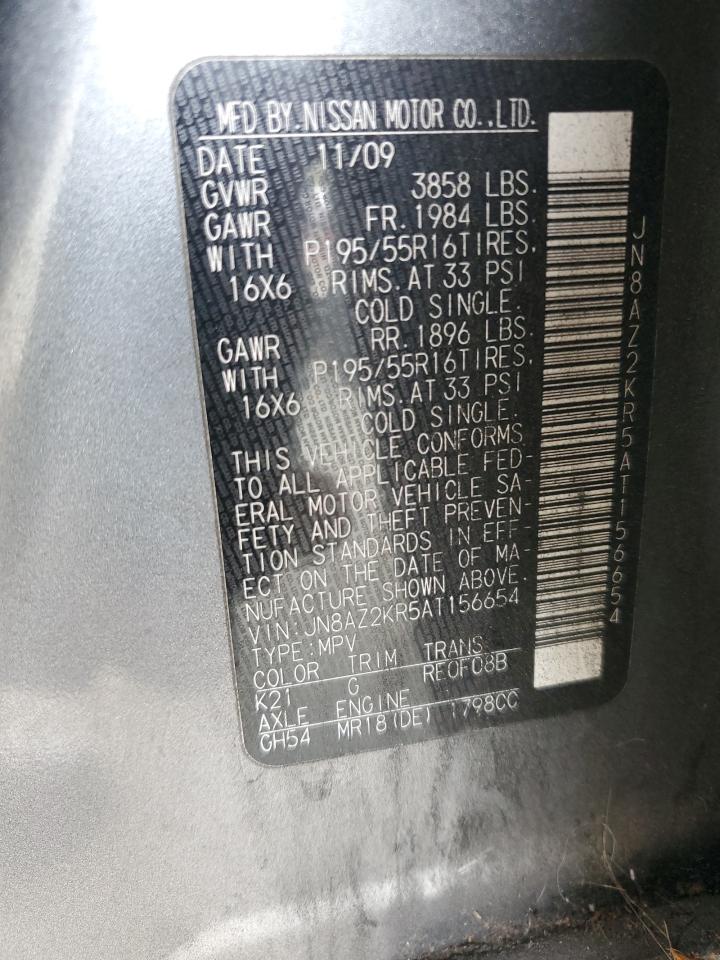 MFD BY NISSAN MOTOR CO.,LTD.
DATE 11/09
GVWR 3858 LBS.
GAWR FR. 1984 LBS.
WITH P195/55R16TIRES,
16X6 RIMS.AT 33 PSI
COLD SINGLE.
GAWR RR. 1896 LBS.
WITH P195/55R16TIRES,
16X6 RIMS.AT 33 PSI
COLD SINGLE.
THIS VEHICLE CONFORMS
TO ALL APPLICABLE FED-
ERAL MOTOR VEHICLE SA-
FETY AND THEFT PREVEN-
TION STANDARDS IN EFF-
ECT ON THE DATE OF MA-
NUFACTURE SHOWN ABOVE.
VIN:JN8AZ2KR5AT156654
TYPE:MPV
COLOR TRIM TRANS
K21 G RE0F08B
AXLE ENGINE
GH54 MR18(DE) 1798CC
JN8AZ2KR5AT156654